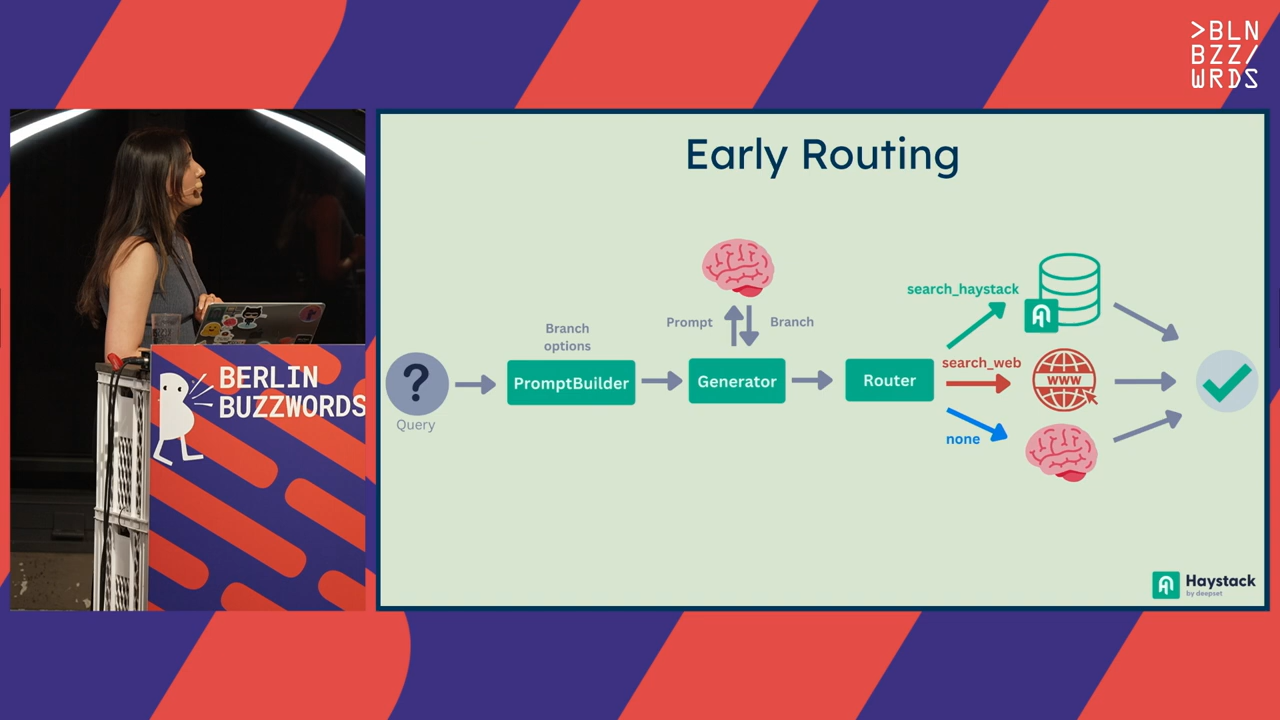 >BLN
BZZ/
WRDS
Early Routing
search_haystack
Prompt
Branch
Branch
options
search_web
?
PromptBuilder
Generator
Router
WWW
Query
none
BERLIN
BUZZWORDS
Haystack
by deepset